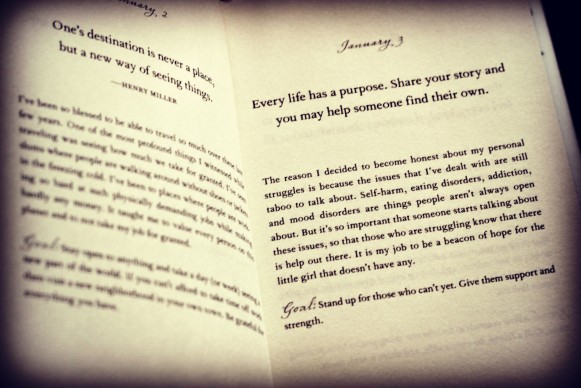 January, 2
One's destination is never a place,
but a new way of seeing things.
—HENRY MILLER
I've been so blessed to be able to travel so much over these
few years. One of the most profound things I witnessed while
traveling was seeing how much we take for granted. I've
slums where people are walking around without shoes or jackets
in the freezing cold. I've been to places where people are
ing so hard at such physically demanding jobs while making
hardly any money. It taught me to value every person on
planet and to not take my job for granted.
Goal: Stay open to anything and take a day (or week)
new part of the world. If you can't afford to take time off
then visit a new neighborhood in your own town. Be grateful for
everything you have.
January, 3
Every life has a purpose. Share your story and
you may help someone find their own.
The reason I decided to become honest about my personal
struggles is because the issues that I've dealt with are still
taboo to talk about. Self-harm, eating disorders, addiction,
and mood disorders are things people aren't always open
about. But it's so important that someone starts talking about
these issues, so that those who are struggling know that there
is help out there. It is my job to be a beacon of hope for the
little girl that doesn't have any.
Goal: Stand up for those who can't yet. Give them support and
strength.